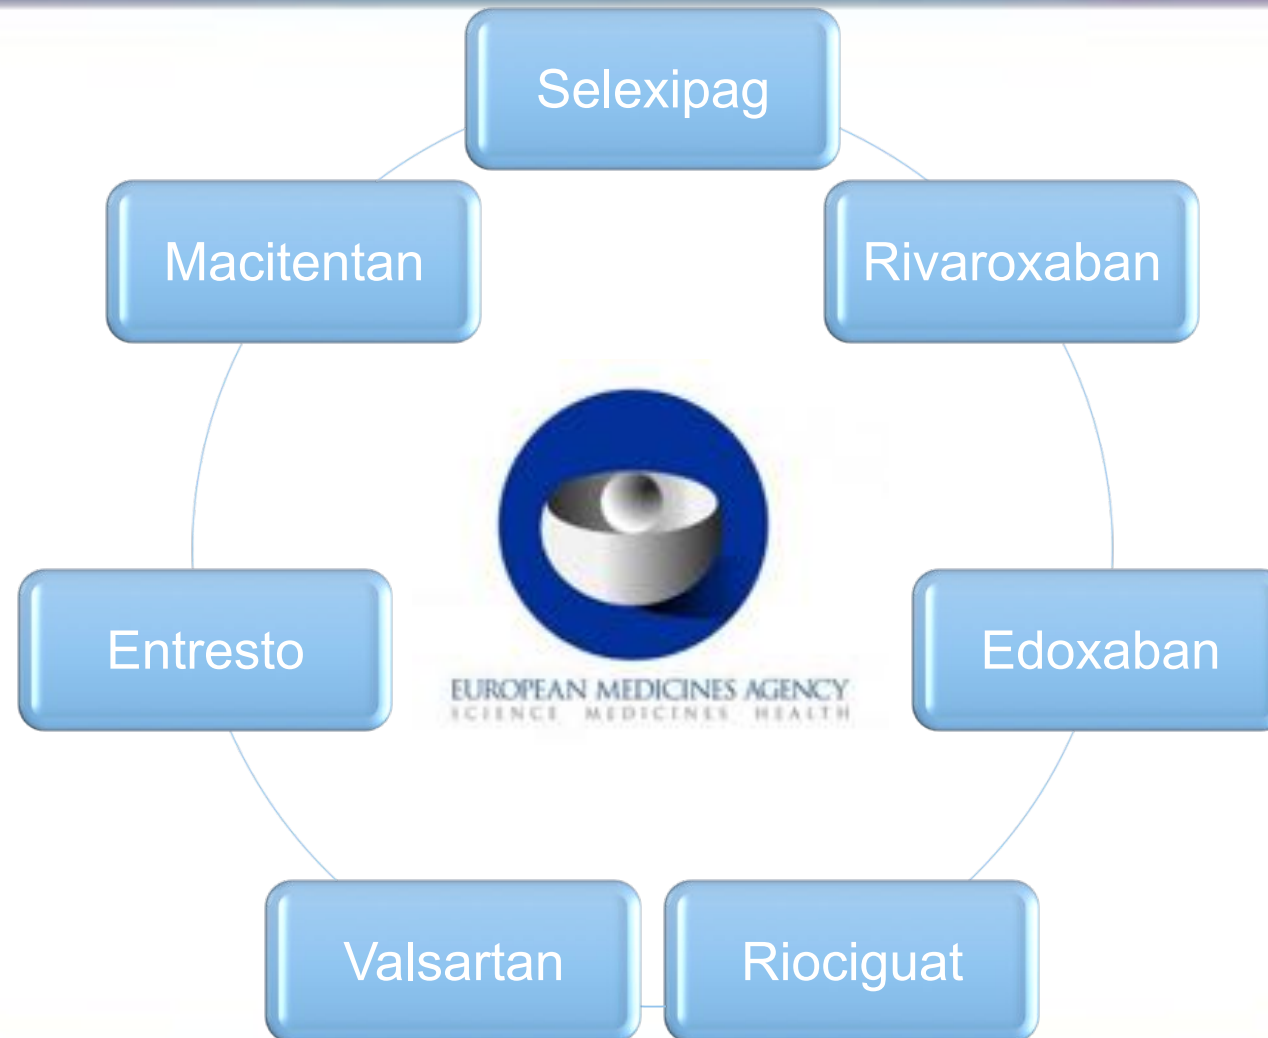 Selexipag
Macitentan
Rivaroxaban
Entresto
Edoxaban
EUROPEAN MEDICINES AGENCY
SCIENCE MEDICINES HEALTH
Valsartan
Riociguat